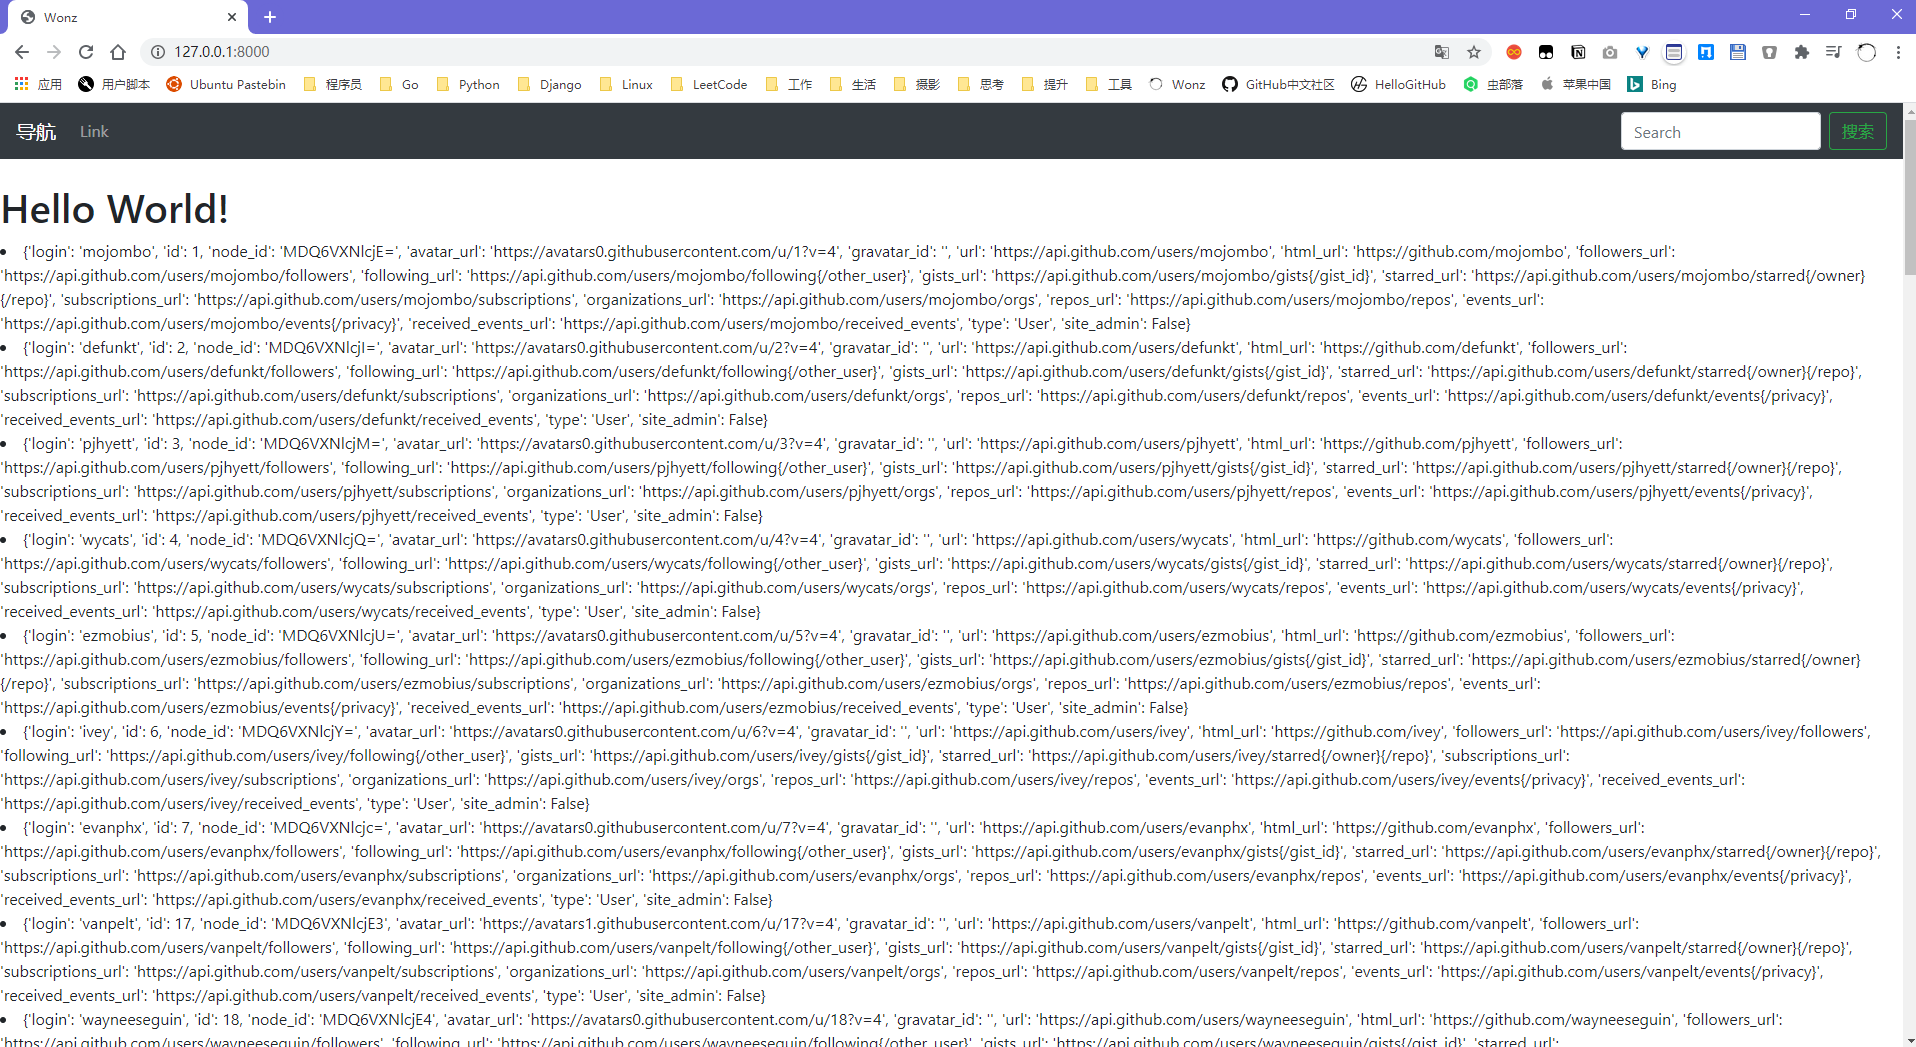 Wonz
127.0.0.1:8000
应用 用户脚本 Ubuntu Pastebin 程序员 Go Python Django Linux LeetCode 工作 生活 摄影 思考 提升 工具 Wonz GitHub中文社区 HelloGitHub 虫部落 苹果中国 Bing
导航 Link Search 搜索
Hello World!
{'login': 'mojombo', 'id': 1, 'node_id': 'MDQ6VXNlcjE=', 'avatar_url': 'https://avatars0.githubusercontent.com/u/1?v=4', 'gravatar_id': '', 'url': 'https://api.github.com/users/mojombo', 'html_url': 'https://github.com/mojombo', 'followers_url':
'https://api.github.com/users/mojombo/followers', 'following_url': 'https://api.github.com/users/mojombo/following{/other_user}', 'gists_url': 'https://api.github.com/users/mojombo/gists{/gist_id}', 'starred_url': 'https://api.github.com/users/mojombo/starred{/owner}
{/repo}', 'subscriptions_url': 'https://api.github.com/users/mojombo/subscriptions', 'organizations_url': 'https://api.github.com/users/mojombo/orgs', 'repos_url': 'https://api.github.com/users/mojombo/repos', 'events_url':
'https://api.github.com/users/mojombo/events{/privacy}', 'received_events_url': 'https://api.github.com/users/mojombo/received_events', 'type': 'User', 'site_admin': False}
{'login': 'defunkt', 'id': 2, 'node_id': 'MDQ6VXNlcjI=', 'avatar_url': 'https://avatars0.githubusercontent.com/u/2?v=4', 'gravatar_id': '', 'url': 'https://api.github.com/users/defunkt', 'html_url': 'https://github.com/defunkt', 'followers_url':
'https://api.github.com/users/defunkt/followers', 'following_url': 'https://api.github.com/users/defunkt/following{/other_user}', 'gists_url': 'https://api.github.com/users/defunkt/gists{/gist_id}', 'starred_url': 'https://api.github.com/users/defunkt/starred{/owner}{/repo}',
'subscriptions_url': 'https://api.github.com/users/defunkt/subscriptions', 'organizations_url': 'https://api.github.com/users/defunkt/orgs', 'repos_url': 'https://api.github.com/users/defunkt/repos', 'events_url': 'https://api.github.com/users/defunkt/events{/privacy}',
'received_events_url': 'https://api.github.com/users/defunkt/received_events', 'type': 'User', 'site_admin': False}
{'login': 'pjhyett', 'id': 3, 'node_id': 'MDQ6VXNlcjM=', 'avatar_url': 'https://avatars0.githubusercontent.com/u/3?v=4', 'gravatar_id': '', 'url': 'https://api.github.com/users/pjhyett', 'html_url': 'https://github.com/pjhyett', 'followers_url':
'https://api.github.com/users/pjhyett/followers', 'following_url': 'https://api.github.com/users/pjhyett/following{/other_user}', 'gists_url': 'https://api.github.com/users/pjhyett/gists{/gist_id}', 'starred_url': 'https://api.github.com/users/pjhyett/starred{/owner}{/repo}',
'subscriptions_url': 'https://api.github.com/users/pjhyett/subscriptions', 'organizations_url': 'https://api.github.com/users/pjhyett/orgs', 'repos_url': 'https://api.github.com/users/pjhyett/repos', 'events_url': 'https://api.github.com/users/pjhyett/events{/privacy}',
'received_events_url': 'https://api.github.com/users/pjhyett/received_events', 'type': 'User', 'site_admin': False}
{'login': 'wycats', 'id': 4, 'node_id': 'MDQ6VXNlcjQ=', 'avatar_url': 'https://avatars0.githubusercontent.com/u/4?v=4', 'gravatar_id': '', 'url': 'https://api.github.com/users/wycats', 'html_url': 'https://github.com/wycats', 'followers_url':
'https://api.github.com/users/wycats/followers', 'following_url': 'https://api.github.com/users/wycats/following{/other_user}', 'gists_url': 'https://api.github.com/users/wycats/gists{/gist_id}', 'starred_url': 'https://api.github.com/users/wycats/starred{/owner}{/repo}',
'subscriptions_url': 'https://api.github.com/users/wycats/subscriptions', 'organizations_url': 'https://api.github.com/users/wycats/orgs', 'repos_url': 'https://api.github.com/users/wycats/repos', 'events_url': 'https://api.github.com/users/wycats/events{/privacy}',
'received_events_url': 'https://api.github.com/users/wycats/received_events', 'type': 'User', 'site_admin': False}
{'login': 'ezmobius', 'id': 5, 'node_id': 'MDQ6VXNlcjU=', 'avatar_url': 'https://avatars0.githubusercontent.com/u/5?v=4', 'gravatar_id': '', 'url': 'https://api.github.com/users/ezmobius', 'html_url': 'https://github.com/ezmobius', 'followers_url':
'https://api.github.com/users/ezmobius/followers', 'following_url': 'https://api.github.com/users/ezmobius/following{/other_user}', 'gists_url': 'https://api.github.com/users/ezmobius/gists{/gist_id}', 'starred_url': 'https://api.github.com/users/ezmobius/starred{/owner}
{/repo}', 'subscriptions_url': 'https://api.github.com/users/ezmobius/subscriptions', 'organizations_url': 'https://api.github.com/users/ezmobius/orgs', 'repos_url': 'https://api.github.com/users/ezmobius/repos', 'events_url':
'https://api.github.com/users/ezmobius/events{/privacy}', 'received_events_url': 'https://api.github.com/users/ezmobius/received_events', 'type': 'User', 'site_admin': False}
{'login': 'ivey', 'id': 6, 'node_id': 'MDQ6VXNlcjY=', 'avatar_url': 'https://avatars0.githubusercontent.com/u/6?v=4', 'gravatar_id': '', 'url': 'https://api.github.com/users/ivey', 'html_url': 'https://github.com/ivey', 'followers_url': 'https://api.github.com/users/ivey/followers',
'following_url': 'https://api.github.com/users/ivey/following{/other_user}', 'gists_url': 'https://api.github.com/users/ivey/gists{/gist_id}', 'starred_url': 'https://api.github.com/users/ivey/starred{/owner}{/repo}', 'subscriptions_url':
'https://api.github.com/users/ivey/subscriptions', 'organizations_url': 'https://api.github.com/users/ivey/orgs', 'repos_url': 'https://api.github.com/users/ivey/repos', 'events_url': 'https://api.github.com/users/ivey/events{/privacy}', 'received_events_url':
'https://api.github.com/users/ivey/received_events', 'type': 'User', 'site_admin': False}
{'login': 'evanphx', 'id': 7, 'node_id': 'MDQ6VXNlcjc=', 'avatar_url': 'https://avatars0.githubusercontent.com/u/7?v=4', 'gravatar_id': '', 'url': 'https://api.github.com/users/evanphx', 'html_url': 'https://github.com/evanphx', 'followers_url':
'https://api.github.com/users/evanphx/followers', 'following_url': 'https://api.github.com/users/evanphx/following{/other_user}', 'gists_url': 'https://api.github.com/users/evanphx/gists{/gist_id}', 'starred_url': 'https://api.github.com/users/evanphx/starred{/owner}{/repo}',
'subscriptions_url': 'https://api.github.com/users/evanphx/subscriptions', 'organizations_url': 'https://api.github.com/users/evanphx/orgs', 'repos_url': 'https://api.github.com/users/evanphx/repos', 'events_url': 'https://api.github.com/users/evanphx/events{/privacy}',
'received_events_url': 'https://api.github.com/users/evanphx/received_events', 'type': 'User', 'site_admin': False}
{'login': 'vanpelt', 'id': 17, 'node_id': 'MDQ6VXNlcjE3', 'avatar_url': 'https://avatars1.githubusercontent.com/u/17?v=4', 'gravatar_id': '', 'url': 'https://api.github.com/users/vanpelt', 'html_url': 'https://github.com/vanpelt', 'followers_url':
'https://api.github.com/users/vanpelt/followers', 'following_url': 'https://api.github.com/users/vanpelt/following{/other_user}', 'gists_url': 'https://api.github.com/users/vanpelt/gists{/gist_id}', 'starred_url': 'https://api.github.com/users/vanpelt/starred{/owner}{/repo}',
'subscriptions_url': 'https://api.github.com/users/vanpelt/subscriptions', 'organizations_url': 'https://api.github.com/users/vanpelt/orgs', 'repos_url': 'https://api.github.com/users/vanpelt/repos', 'events_url': 'https://api.github.com/users/vanpelt/events{/privacy}',
'received_events_url': 'https://api.github.com/users/vanpelt/received_events', 'type': 'User', 'site_admin': False}
{'login': 'wayneeseguin', 'id': 18, 'node_id': 'MDQ6VXNlcjE4', 'avatar_url': 'https://avatars0.githubusercontent.com/u/18?v=4', 'gravatar_id': '', 'url': 'https://api.github.com/users/wayneeseguin', 'html_url': 'https://github.com/wayneeseguin', 'followers_url':
'https://api.github.com/users/wayneeseguin/followers', 'following_url': 'https://api.github.com/users/wayneeseguin/following{/other_user}', 'gists_url': 'https://api.github.com/users/wayneeseguin/gists{/gist_id}', 'starred_url':